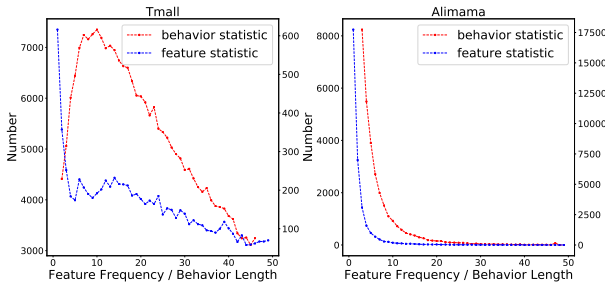 Tmall
behavior statistic
feature statistic
7000
6000
5000
4000
3000
600
500
400
300
200
100
Number
0 10 20 30 40 50
Feature Frequency / Behavior Length
Alimama
behavior statistic
feature statistic
8000
6000
4000
2000
0
17500
15000
12500
10000
7500
5000
2500
0
Number
0 10 20 30 40 50
Feature Frequency / Behavior Length